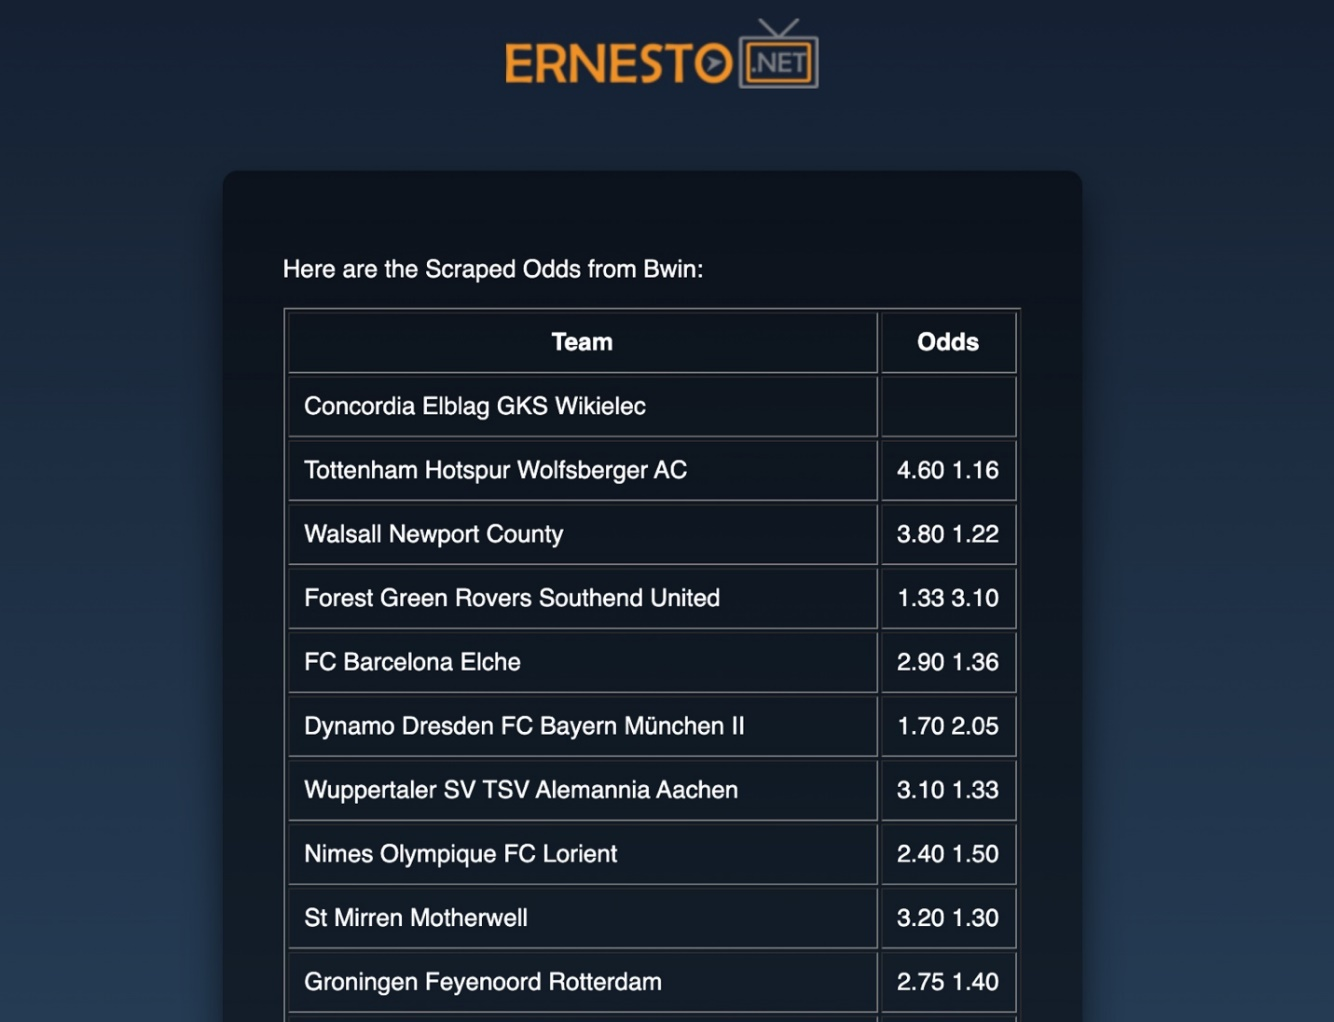 ERNESTO .NET
Here are the Scraped Odds from Bwin:
Team Odds
Concordia Elblag GKS Wikielec
Tottenham Hotspur Wolfsberger AC 4.60 1.16
Walsall Newport County 3.80 1.22
Forest Green Rovers Southend United 1.33 3.10
FC Barcelona Elche 2.90 1.36
Dynamo Dresden FC Bayern München II 1.70 2.05
Wuppertaler SV TSV Alemannia Aachen 3.10 1.33
Nimes Olympique FC Lorient 2.40 1.50
St Mirren Motherwell 3.20 1.30
Groningen Feyenoord Rotterdam 2.75 1.40